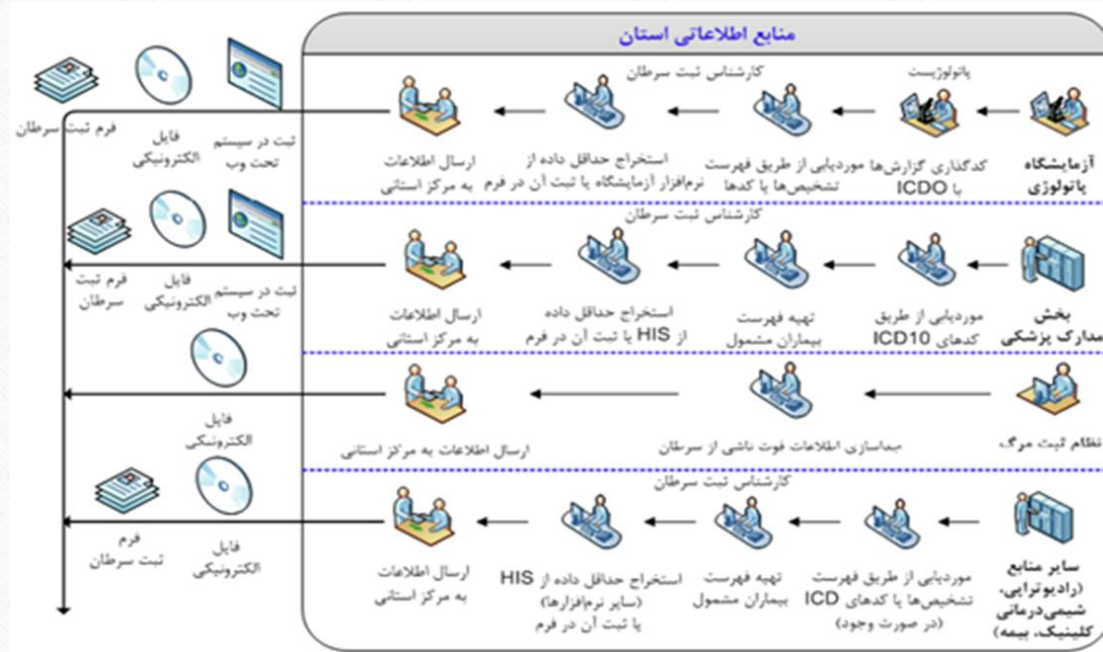 منابع اطلاعاتی استان
پاتولوژیست
کارشناس ثبت سرطان
آزمایشگاه
پاتولوژی
کدگذاری گزارش‌ها
با ICDO
موردیابی از طریق فهرست
تشخیص‌ها یا کدها
استخراج حداقل داده از
نرم‌افزار آزمایشگاه یا ثبت آن در فرم
ارسال اطلاعات
به مرکز استانی
ثبت در سیستم
تحت وب
فایل
الکترونیکی
فرم ثبت سرطان
کارشناس ثبت سرطان
بخش
مدارک پزشکی
موردیابی از طریق
کدهای ICD10
تهیه فهرست
بیماران مشمول
استخراج حداقل داده
از HIS یا ثبت آن در فرم
ارسال اطلاعات
به مرکز استانی
ثبت در سیستم
تحت وب
فایل
الکترونیکی
فرم ثبت
سرطان
نظام ثبت مرگ
جداسازی اطلاعات فوت ناشی از سرطان
ارسال اطلاعات به مرکز استانی
فایل
الکترونیکی
کارشناس ثبت سرطان
سایر منابع
(رادیوتراپی،
شیمی‌درمانی
کلینیک، بیمه)
موردیابی از طریق فهرست
تشخیص‌ها یا کدهای ICD
(در صورت وجود)
تهیه فهرست
بیماران مشمول
استخراج حداقل داده از HIS
(سایر نرم‌افزارها)
یا ثبت آن در فرم
ارسال اطلاعات
به مرکز استانی
فایل
الکترونیکی
فرم
ثبت سرطان